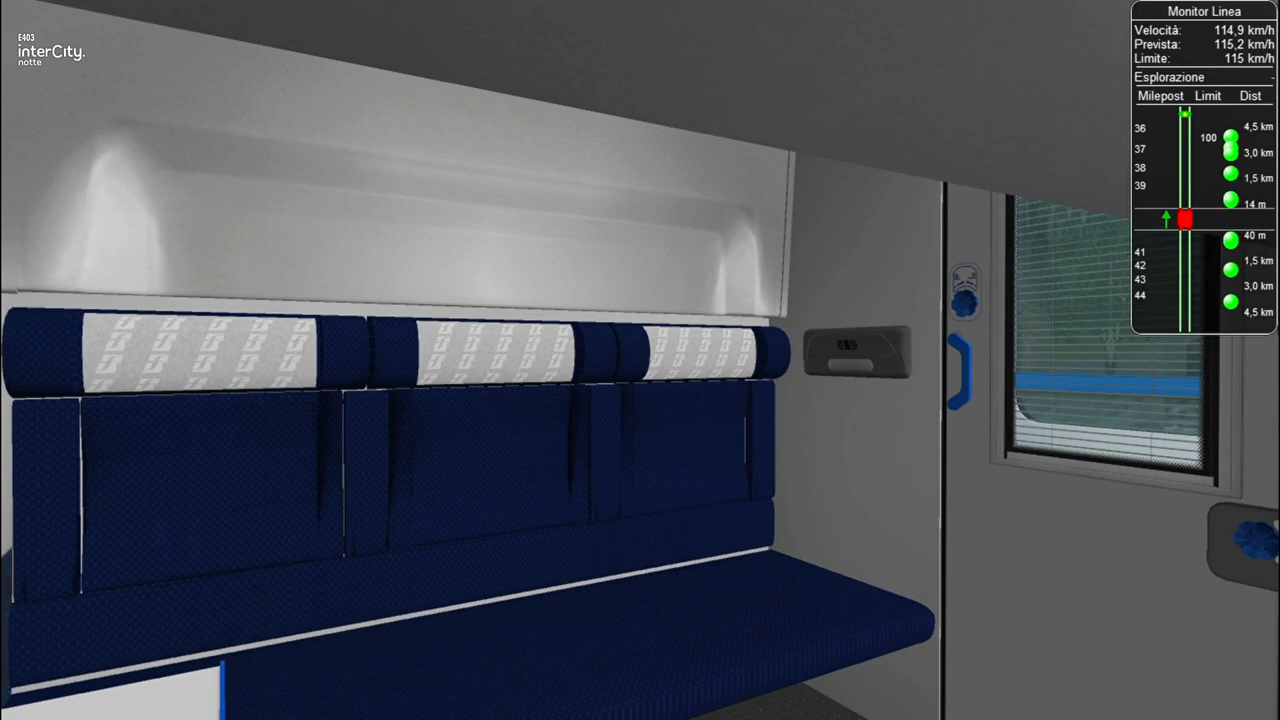 E403
interCity.
notte
Monitor Linea
Velocità: 114,9 km/h
Prevista: 115,2 km/h
Limite: 115 km/h
Esplorazione -
Milepost Limit Dist
36 4,5 km
100
37 3,0 km
38 1,5 km
39
14 m
40 m
41 1,5 km
42
43 3,0 km
44 4,5 km